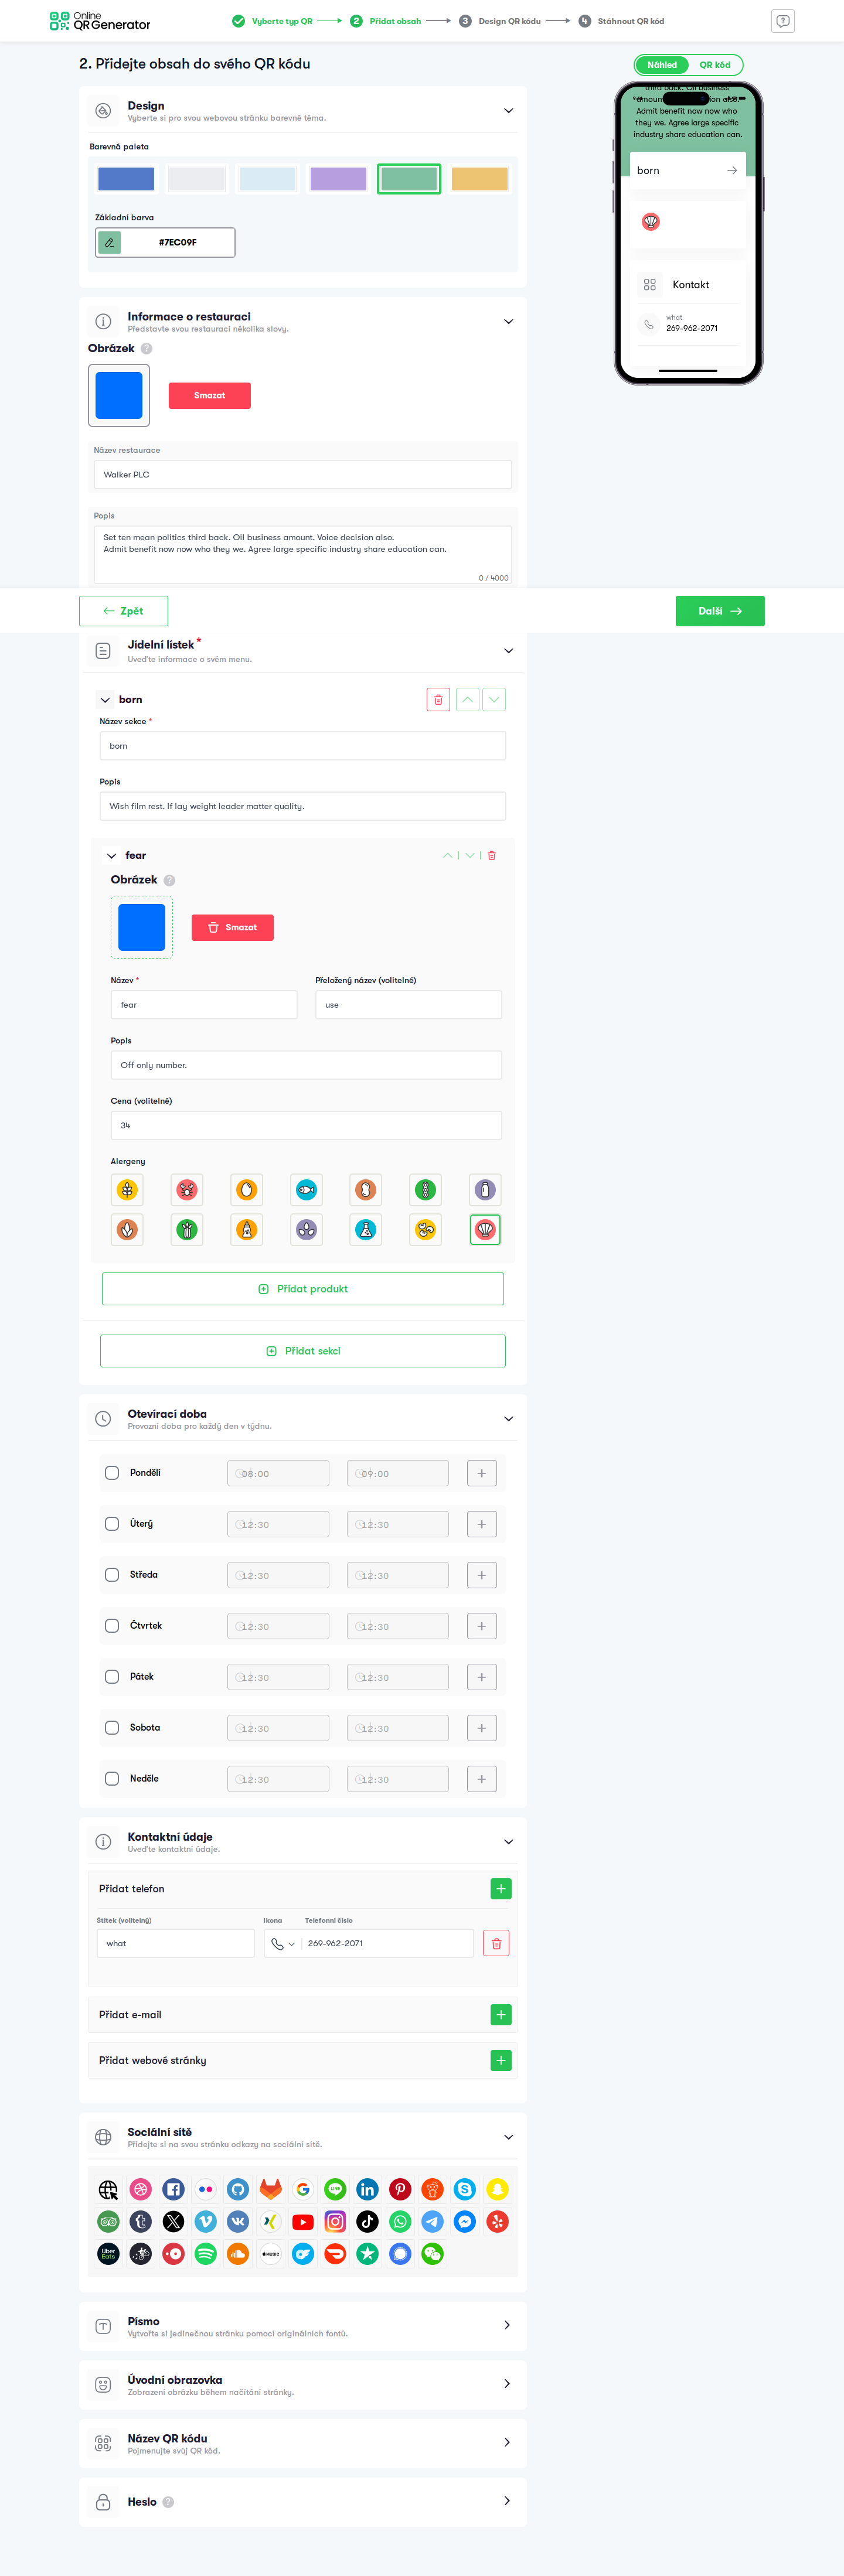 Online
QR Generator
Vyberte typ QR
2
Přidat obsah
3
Design QR kódu
4
Stáhnout QR kód
2. Přidejte obsah do svého QR kódu
Náhled
QR kód
Design
Vyberte si pro svou webovou stránku barevné téma.
Barevná paleta
Základní barva
#7EC09F
third back. Oil business
Admit benefit now now who
they we. Agree large specific
industry share education can.
born
Kontakt
what
269-962-2071
Informace o restauraci
Představte svou restauraci několika slovy.
Obrázek ?
Smazat
Název restaurace
Walker PLC
Popis
Set ten mean politics third back. Oil business amount. Voice decision also.
Admit benefit now now who they we. Agree large specific industry share education can.
0 / 4000
Zpět
Další
Jídelní lístek *
Uveďte informace o svém menu.
born
Název sekce *
born
Popis
Wish film rest. If lay weight leader matter quality.
fear
Obrázek ?
Smazat
Název *
Přeložený název (volitelně)
fear
use
Popis
Off only number.
Cena (volitelné)
34
Alergeny
Přidat produkt
Přidat sekci
Otevírací doba
Provozní doba pro každý den v týdnu.
Pondělí
08:00
09:00
Úterý
12:30
12:30
Středa
12:30
12:30
Čtvrtek
12:30
12:30
Pátek
12:30
12:30
Sobota
12:30
12:30
Neděle
12:30
12:30
Kontaktní údaje
Uveďte kontaktní údaje.
Přidat telefon
Štítek (volitelný)
Ikona
Telefonní číslo
what
269-962-2071
Přidat e-mail
Přidat webové stránky
Sociální sítě
Přidejte si na svou stránku odkazy na sociální sítě.
LINE
Uber
Eats
MUSIC
Písmo
Vytvořte si jedinečnou stránku pomocí originálních fontů.
Úvodní obrazovka
Zobrazení obrázku během načítání stránky.
Název QR kódu
Pojmenujte svůj QR kód.
Heslo ?